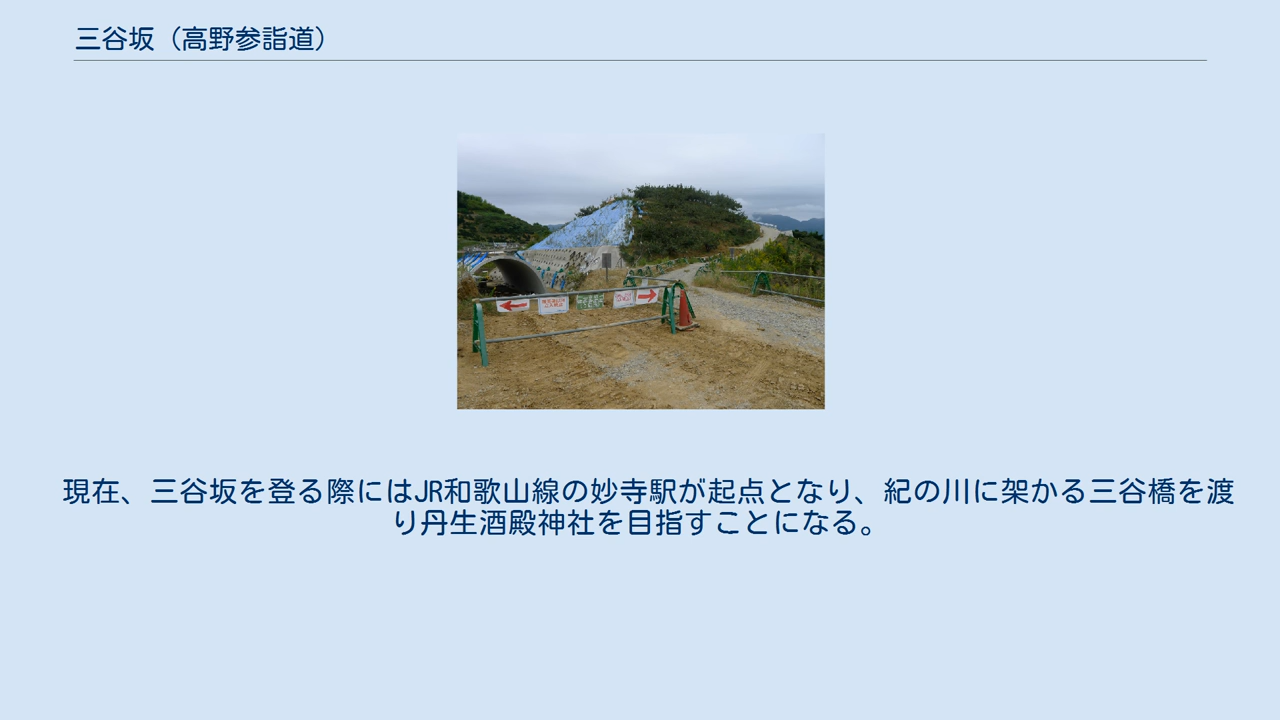 三谷坂（高野参詣道）
現在、三谷坂を登る際にはJR和歌山線の妙寺駅が起点となり、紀の川に架かる三谷橋を渡
り丹生酒殿神社を目指すことになる。